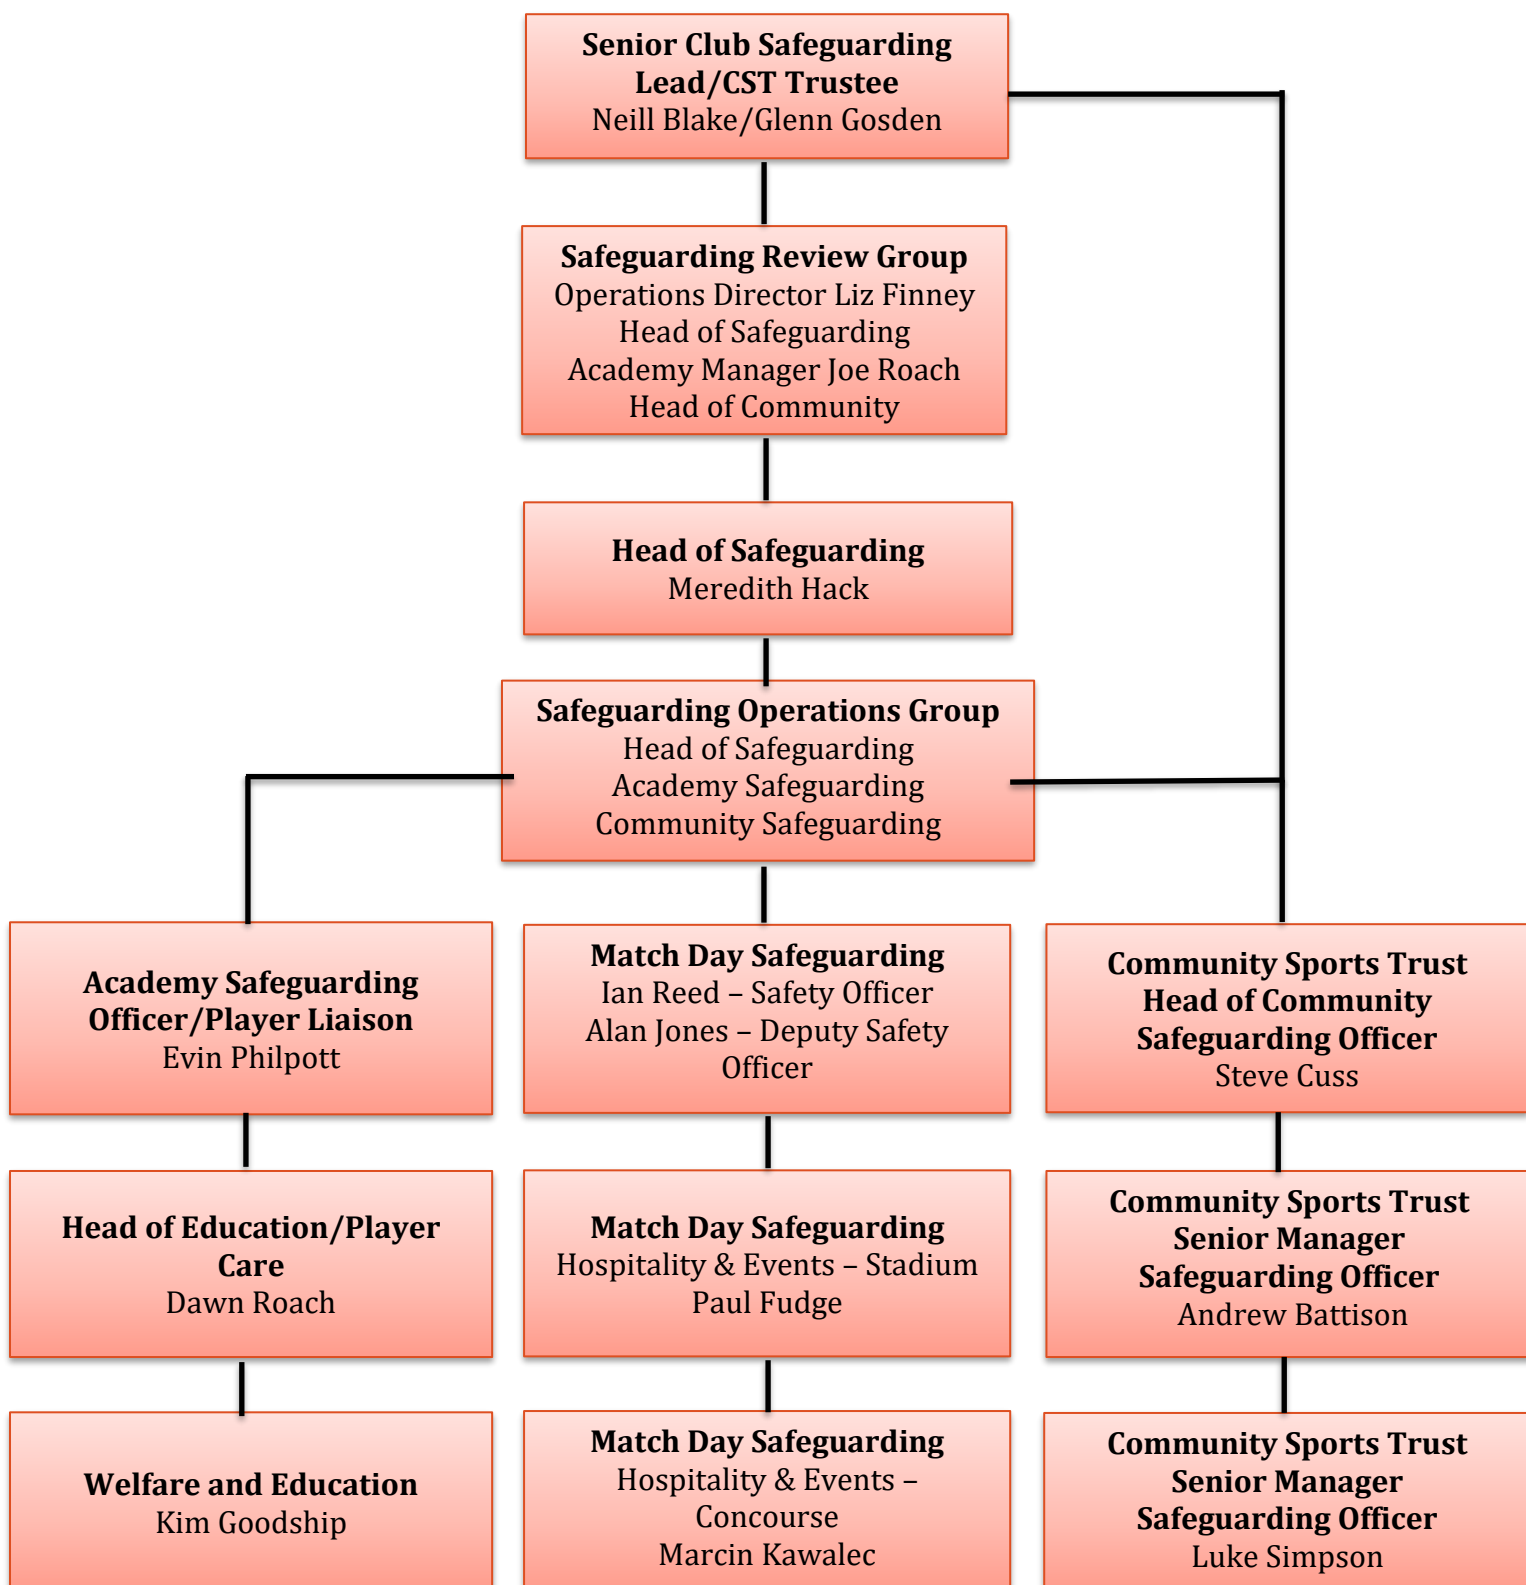 Senior Club Safeguarding
Lead/CST Trustee
Neill Blake/Glenn Gosden
Safeguarding Review Group
Operations Director Liz Finney
Head of Safeguarding
Academy Manager Joe Roach
Head of Community
Head of Safeguarding
Meredith Hack
Safeguarding Operations Group
Head of Safeguarding
Academy Safeguarding
Community Safeguarding
Academy Safeguarding
Officer/Player Liaison
Evin Philpott
Match Day Safeguarding
Ian Reed – Safety Officer
Alan Jones – Deputy Safety
Officer
Community Sports Trust
Head of Community
Safeguarding Officer
Steve Cuss
Head of Education/Player
Care
Dawn Roach
Match Day Safeguarding
Hospitality & Events – Stadium
Paul Fudge
Community Sports Trust
Senior Manager
Safeguarding Officer
Andrew Battison
Welfare and Education
Kim Goodship
Match Day Safeguarding
Hospitality & Events –
Concourse
Marcin Kawalec
Community Sports Trust
Senior Manager
Safeguarding Officer
Luke Simpson